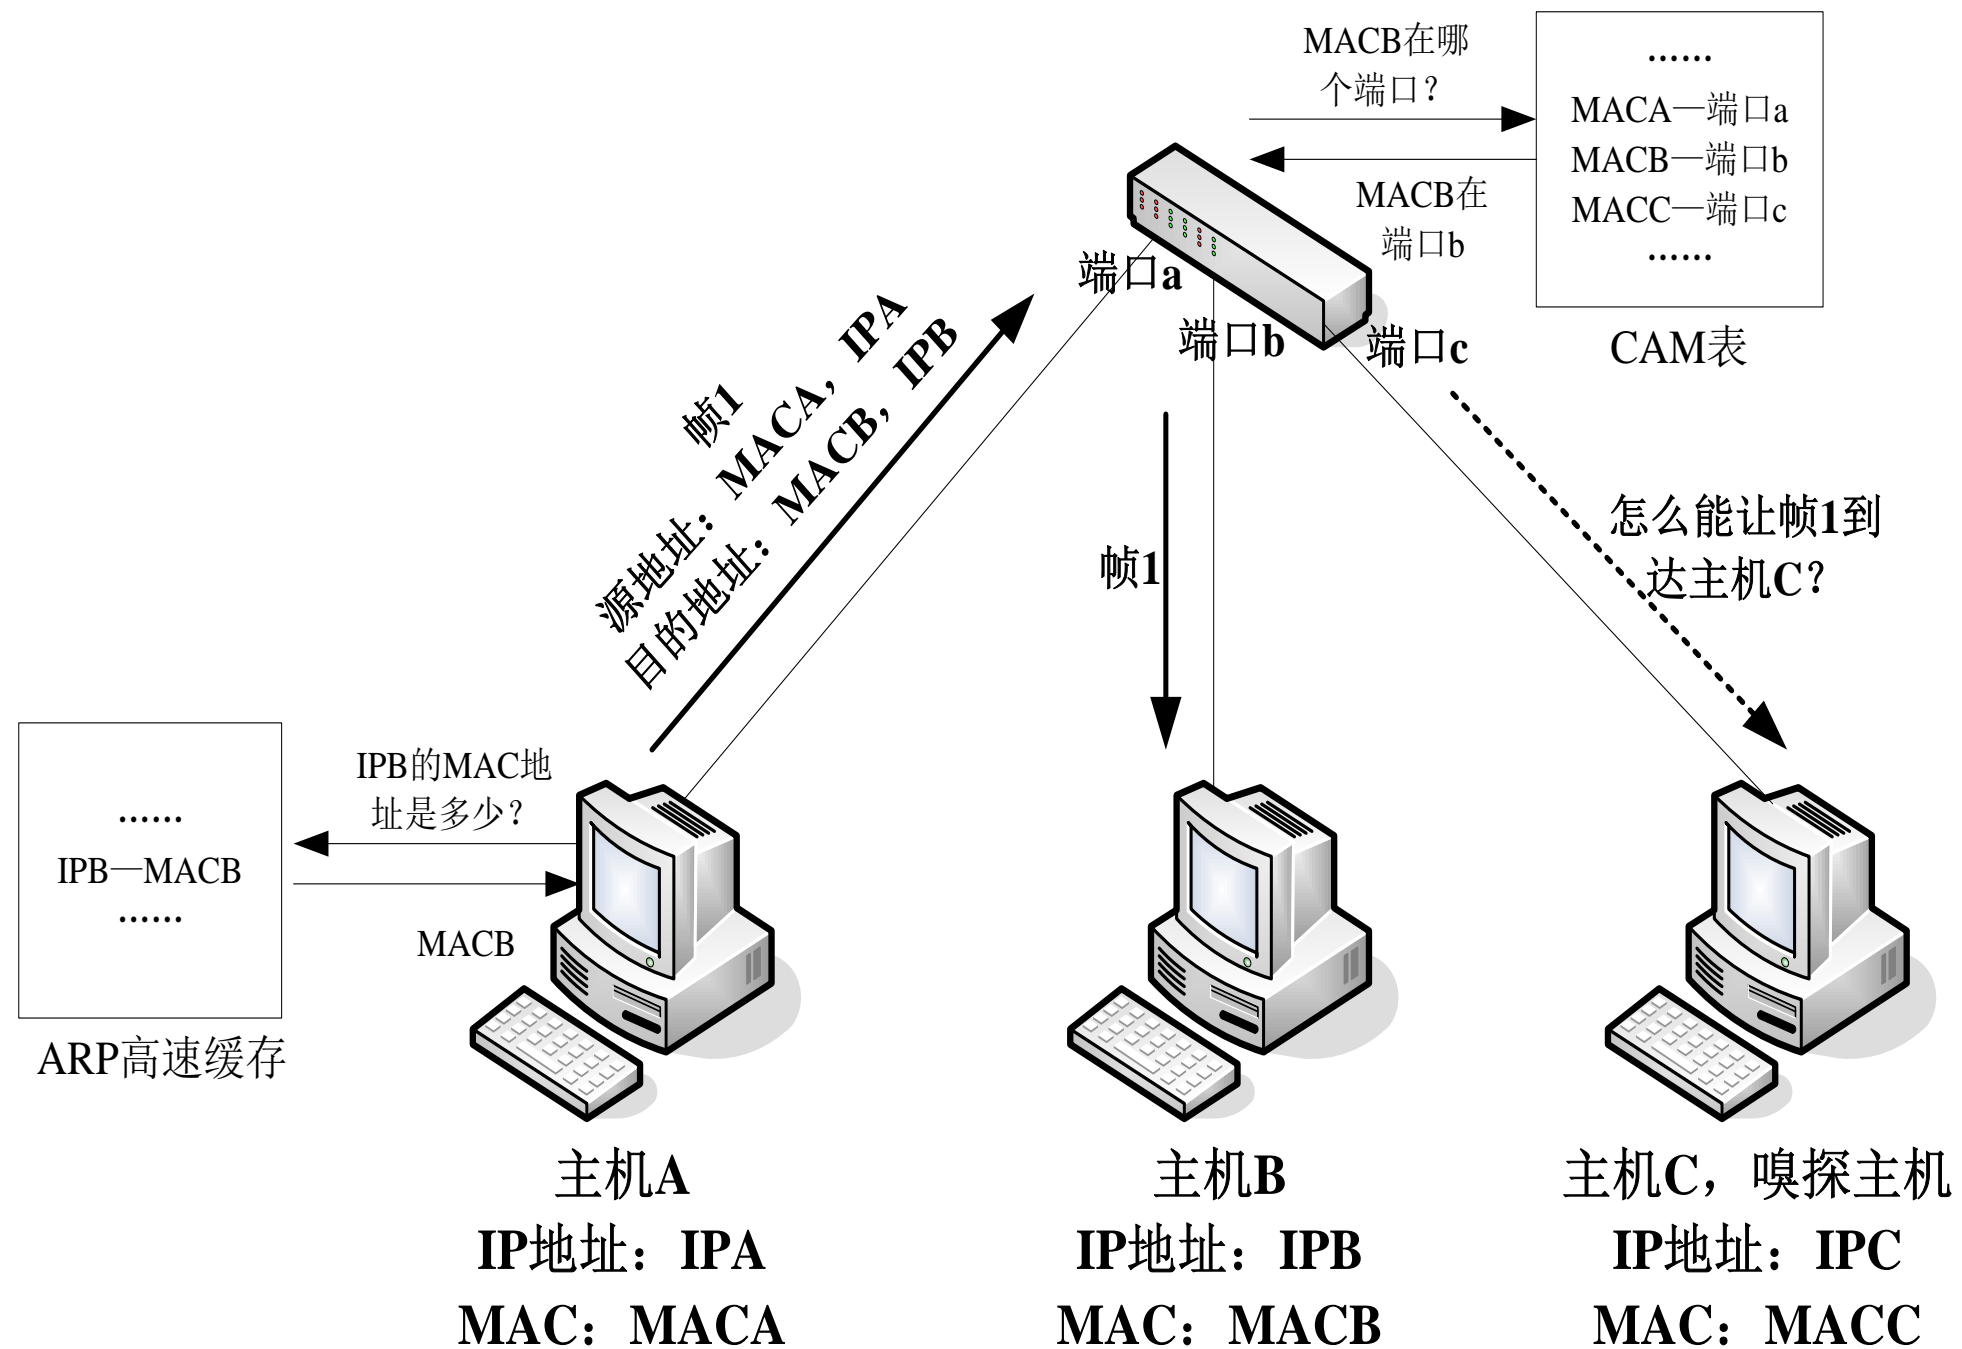 MACB在哪
个端口？
……
MACA—端口a
MACB—端口b
MACC—端口c
……
CAM表
MACB在
端口b
端口a
端口b
端口c
帧1
源地址：MACA，IPA
目的地址：MACB，IPB
帧1
怎么能让帧1到
达主机C？
IPB的MAC地
址是多少？
……
IPB—MACB
……
MACB
ARP高速缓存
主机A
IP地址：IPA
MAC：MACA
主机B
IP地址：IPB
MAC：MACB
主机C，嗅探主机
IP地址：IPC
MAC：MACC